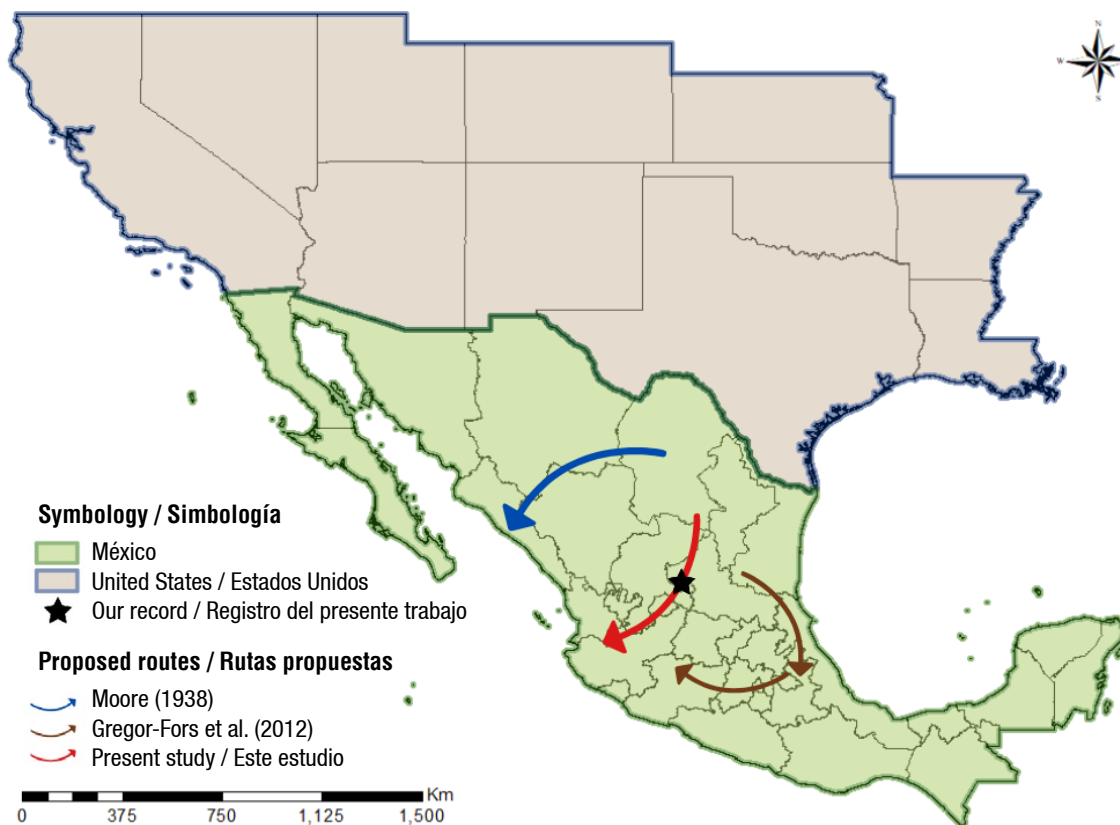 N
W
S
Symbology / Simbología
México
United States / Estados Unidos
Our record / Registro del presente trabajo
Proposed routes / Rutas propuestas
Moore (1938)
Gregor-Fors et al. (2012)
Present study / Este estudio
Km
0 375 750 1,125 1,500